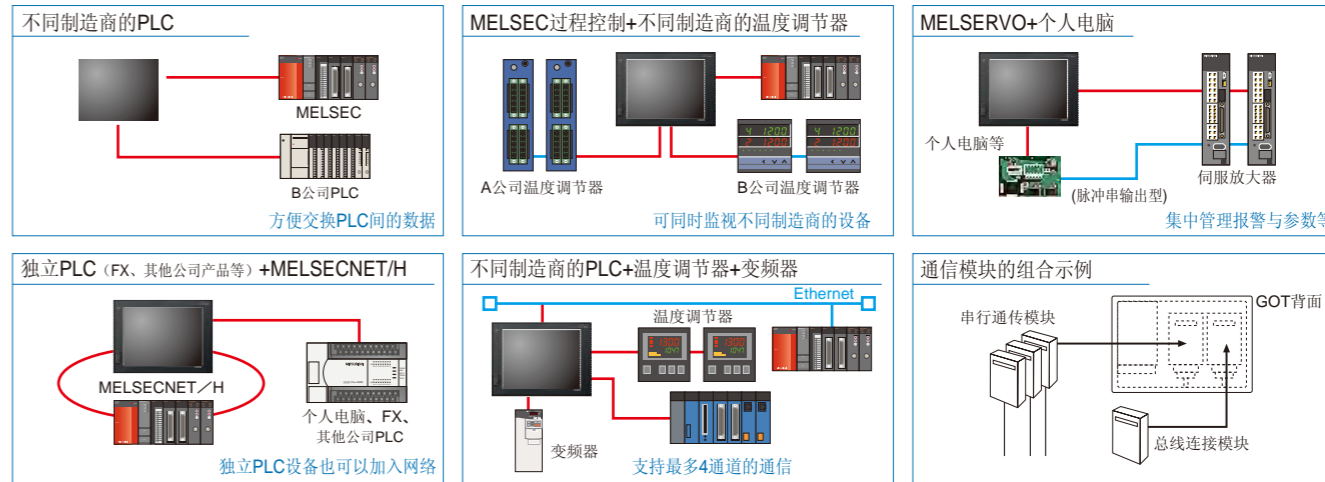 不同制造商的PLC
MELSEC
B公司PLC
方便交换PLC间的数据
MELSEC过程控制+不同制造商的温度调节器
A公司温度调节器
B公司温度调节器
可同时监视不同制造商的设备
MELSERVO+个人电脑
个人电脑等
(脉冲串输出型)
伺服放大器
集中管理报警与参数等
独立PLC（FX、其他公司产品等）+MELSECNET/H
MELSECNET／H
个人电脑、FX、
其他公司PLC
独立PLC设备也可以加入网络
不同制造商的PLC+温度调节器+变频器
Ethernet
温度调节器
变频器
支持最多4通道的通信
通信模块的组合示例
GOT背面
串行通传模块
总线连接模块